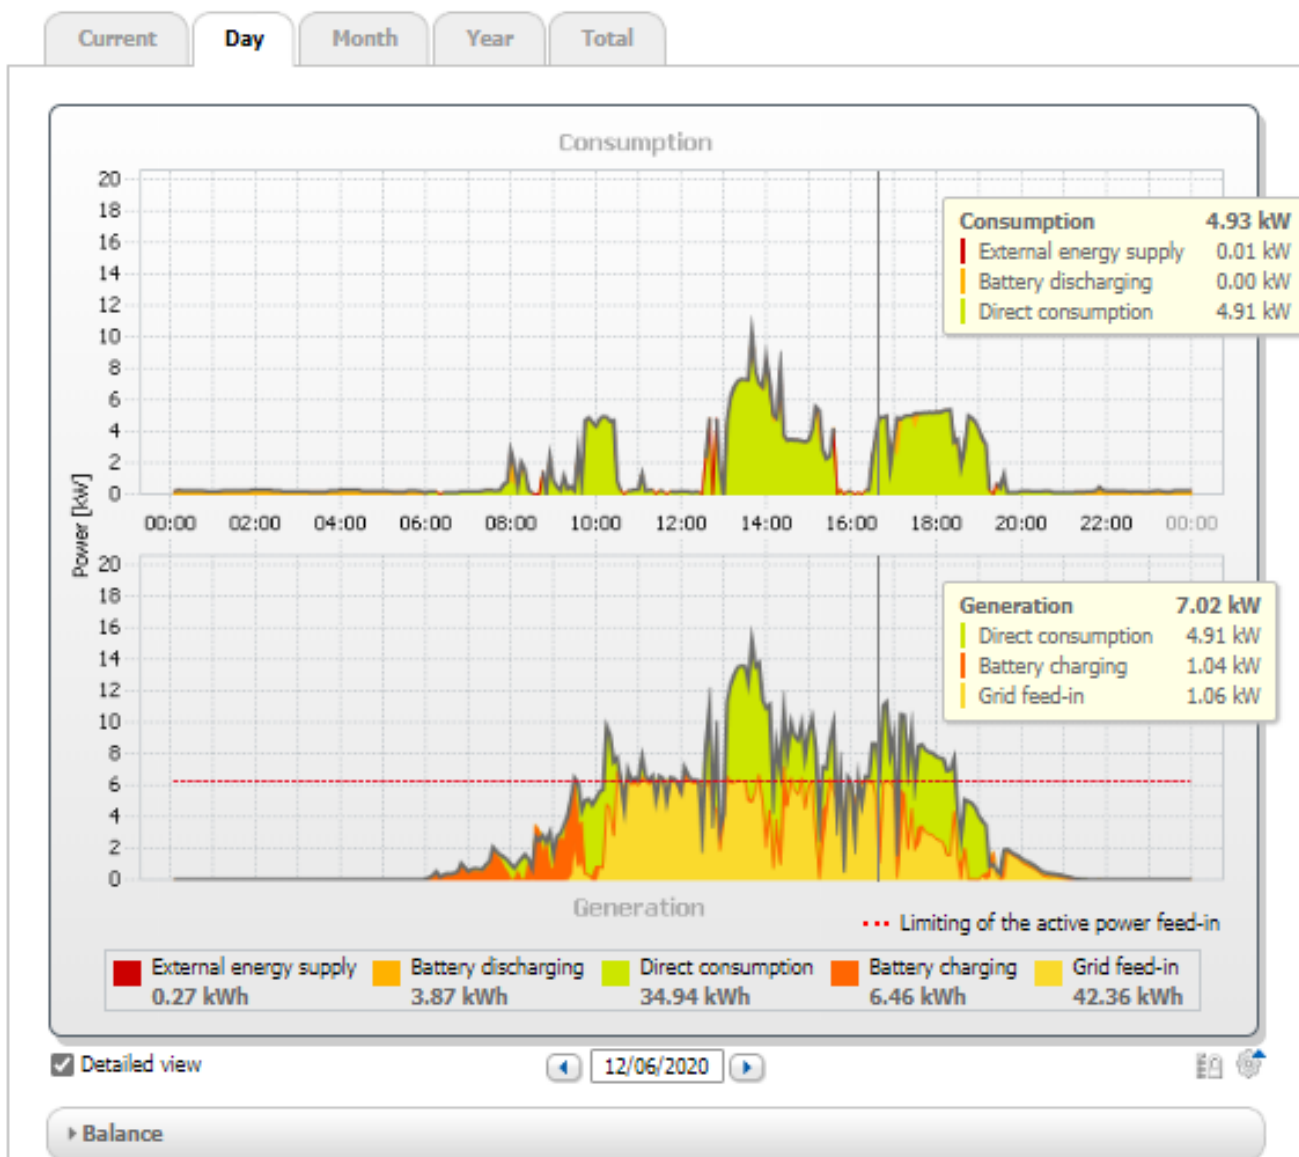 Current Day Month Year Total
Consumption
20
18
16
14
12
10
8
6
4
2
0
Consumption 4.93 kW
External energy supply 0.01 kW
Battery discharging 0.00 kW
Direct consumption 4.91 kW
00:00 02:00 04:00 06:00 08:00 10:00 12:00 14:00 16:00 18:00 20:00 22:00 00:00
Power [kW]
20
18
16
14
12
10
8
6
4
2
0
Generation 7.02 kW
Direct consumption 4.91 kW
Battery charging 1.04 kW
Grid feed-in 1.06 kW
Generation
Limiting of the active power feed-in
External energy supply Battery discharging Direct consumption Battery charging Grid feed-in
0.27 kWh 3.87 kWh 34.94 kWh 6.46 kWh 42.36 kWh
Detailed view 12/06/2020
Balance